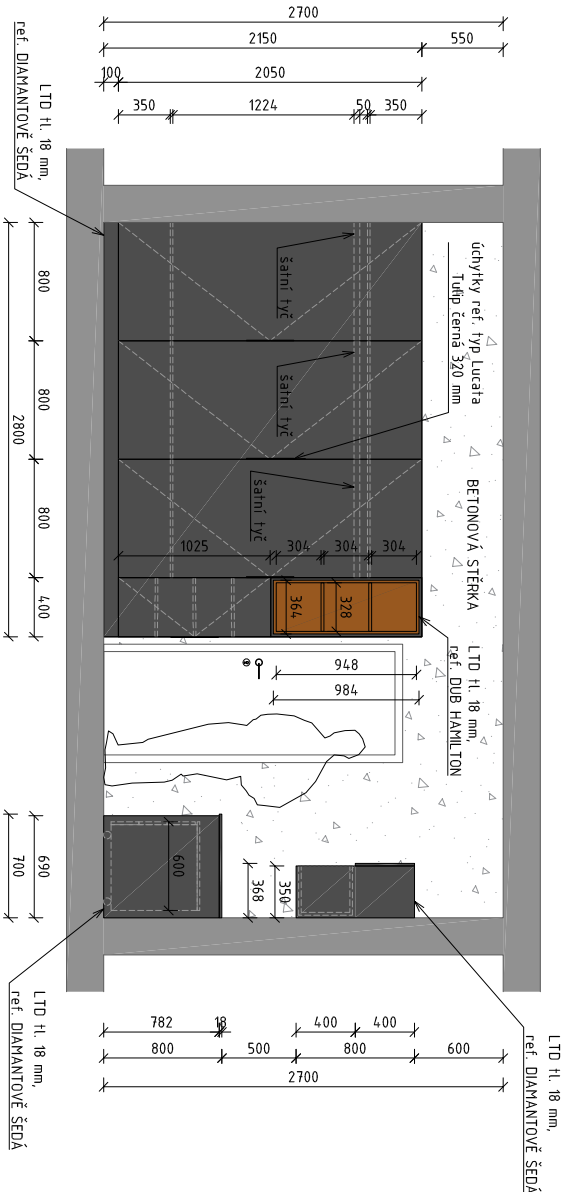 2700
2150
550
100
2050
350
1224
50
350
LTD tl. 18 mm,
ref. DIAMANTOVĚ ŠEDÁ
800
800
800
400
2800
690
700
šatní tyč
šatní tyč
šatní tyč
úchytky ref. typ Lucata
Tulip černá 320 mm
BETONOVÁ STĚRKA
1025
304
304
304
364
328
LTD tl. 18 mm,
ref. DUB HAMILTON
948
984
600
368
350
LTD tl. 18 mm,
ref. DIAMANTOVĚ ŠEDÁ
LTD tl. 18 mm,
ref. DIAMANTOVĚ ŠEDÁ
782
18
400
400
800
500
800
600
2700